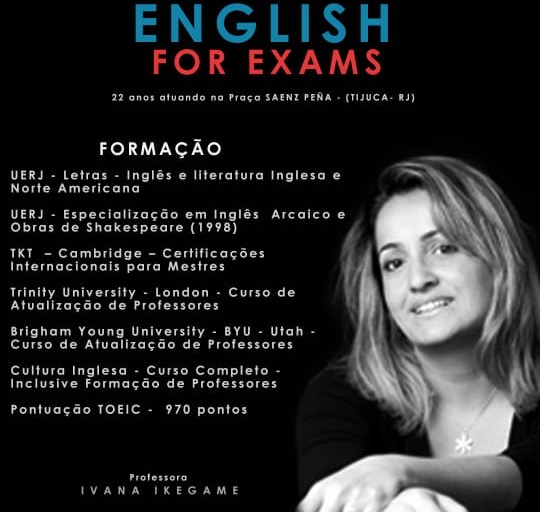 ENGLISH
FOR EXAMS
22 anos atuando na Praça SAENZ PEÑA - (TIJUCA- RJ)
FORMAÇÃO
UERJ - Letras - Inglês e literatura Inglesa e
Norte Americana
UERJ - Especialização em Inglês Arcaico e
Obras de Shakespeare (1998)
TKT – Cambridge – Certificações
Internacionais para Mestres
Trinity University - London - Curso de
Atualização de Professores
Brigham Young University - BYU - Utah -
Curso de Atualização de Professores
Cultura Inglesa - Curso Completo -
Inclusive Formação de Professores
Pontuação TOEIC - 970 pontos
Professora
IVANA IKEGAME